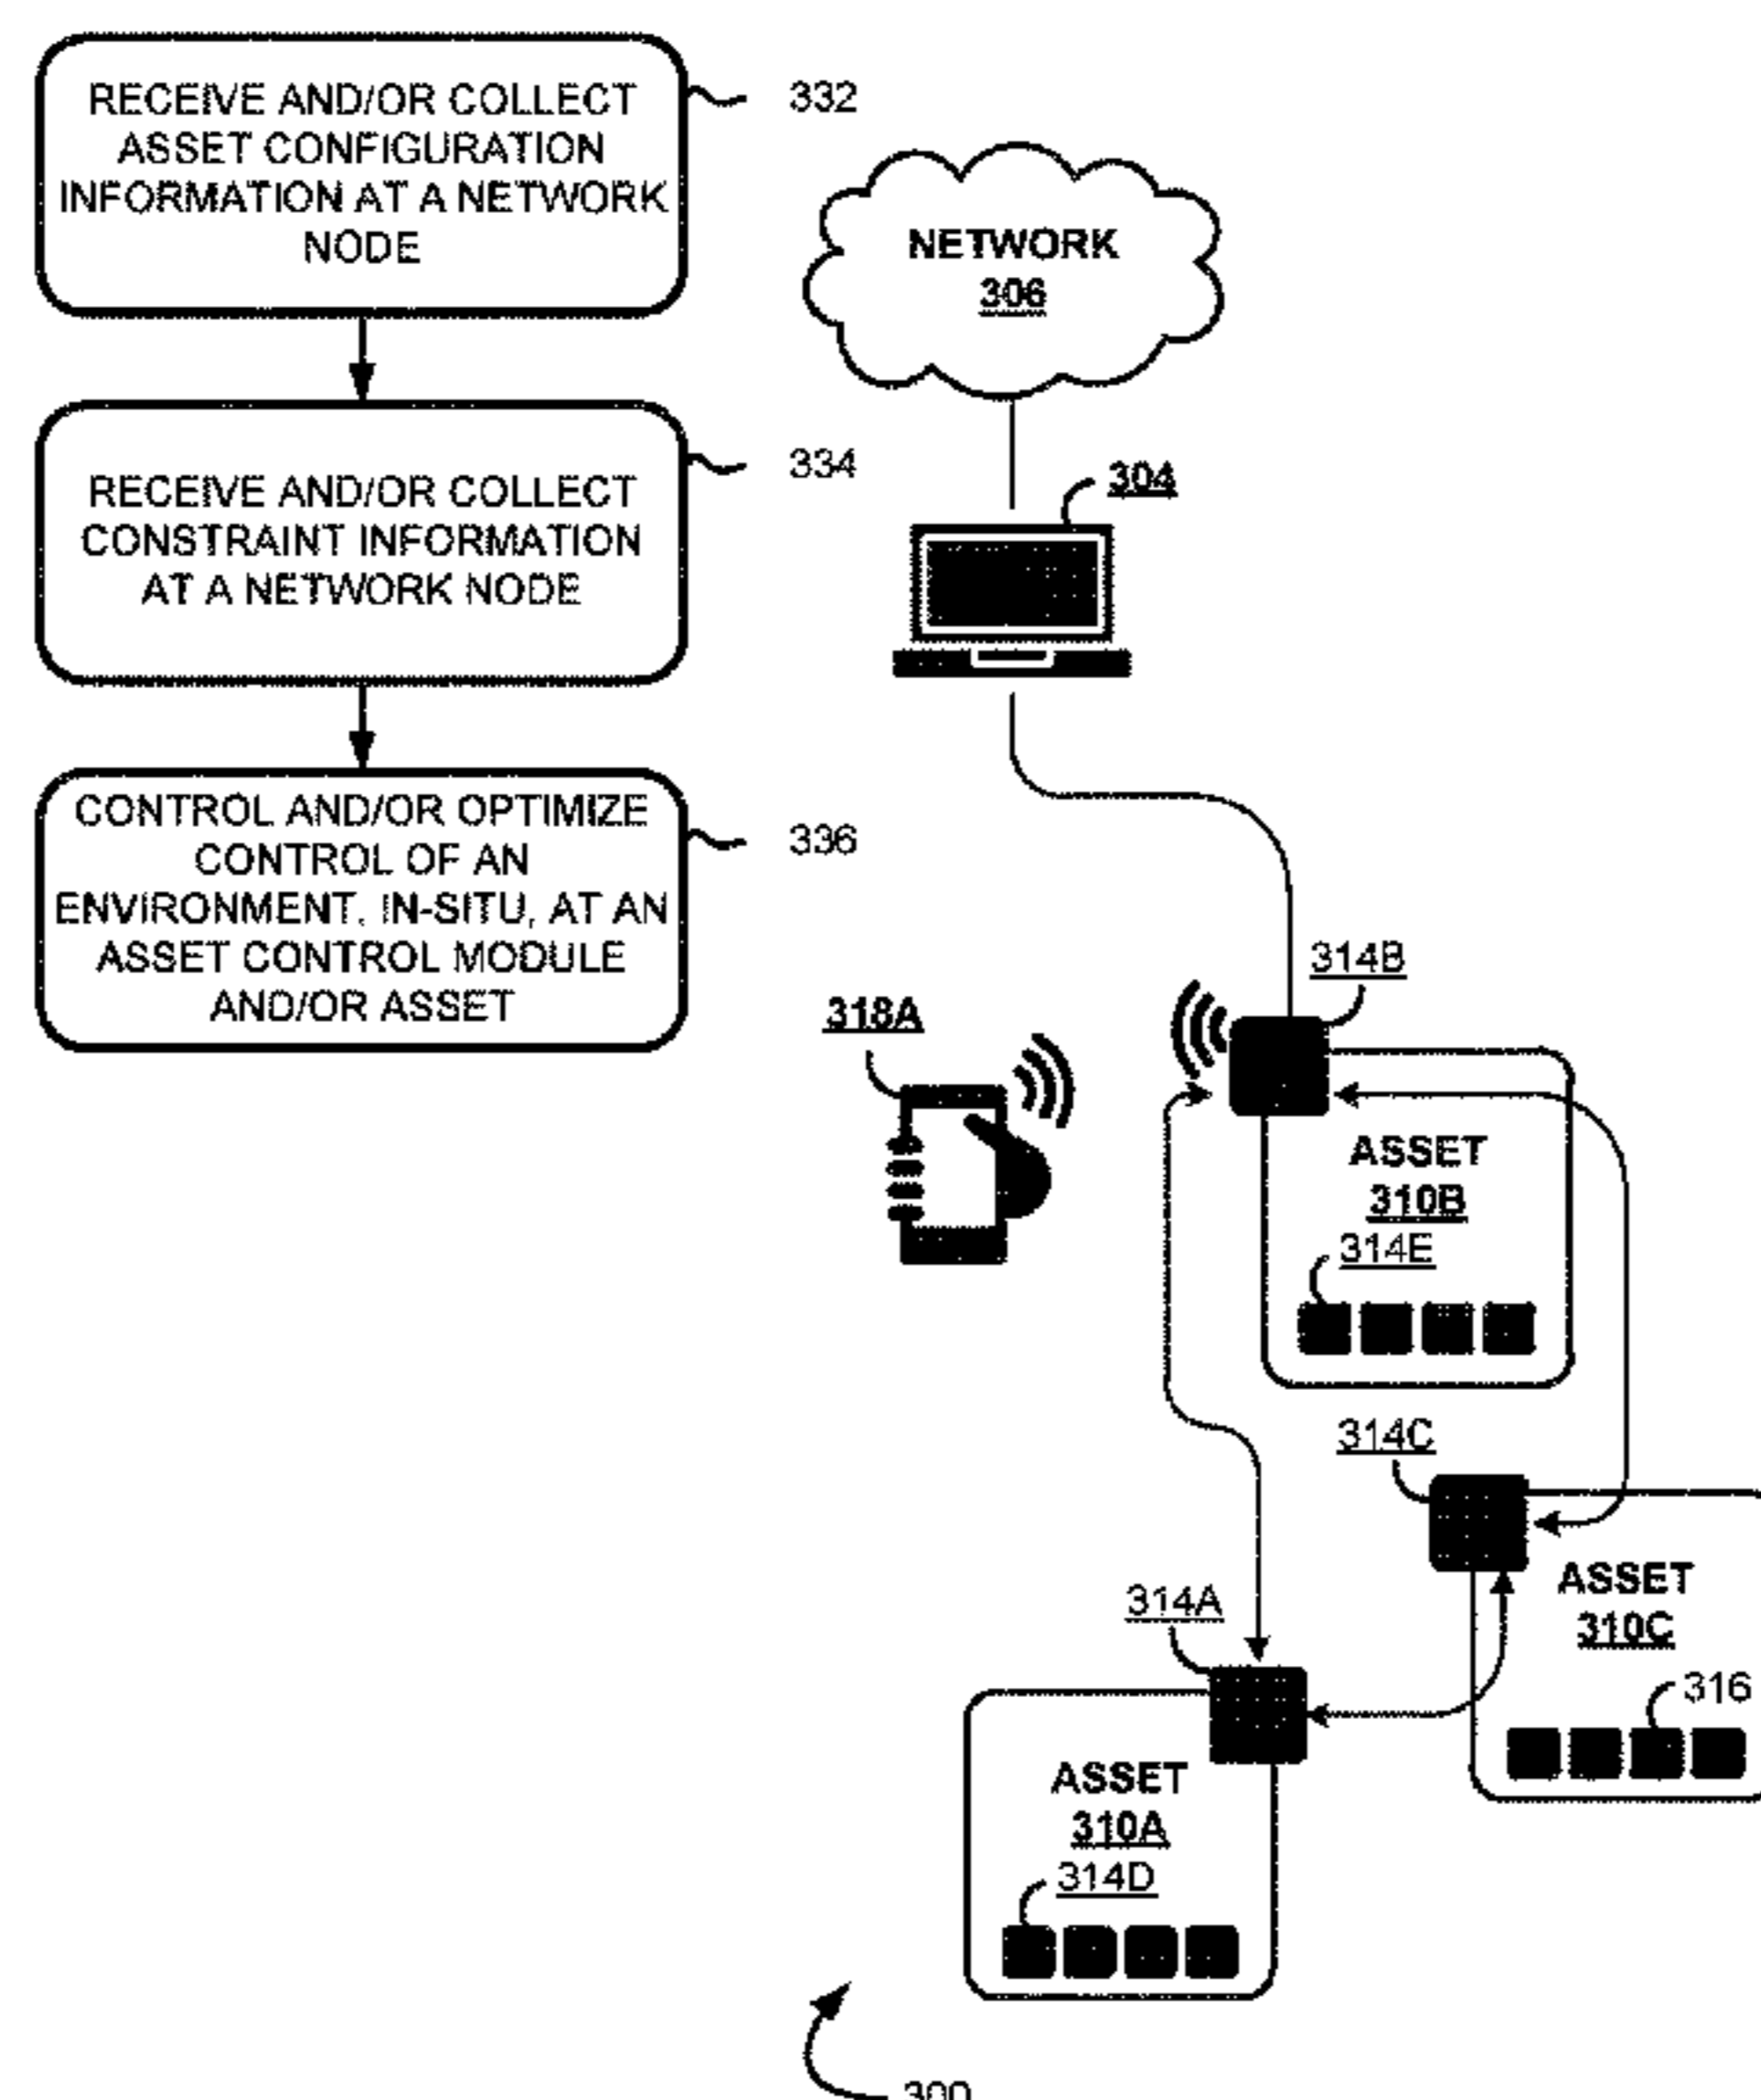 RECEIVE AND/OR COLLECT
ASSET CONFIGURATION
INFORMATION AT A NETWORK
NODE
332
RECEIVE AND/OR COLLECT
CONSTRAINT INFORMATION
AT A NETWORK NODE
334
CONTROL AND/OR OPTIMIZE
CONTROL OF AN
ENVIRONMENT, IN-SITU, AT AN
ASSET CONTROL MODULE
AND/OR ASSET
336
NETWORK
306
304
314B
318A
ASSET
310B
314E
314C
ASSET
310C
316
314A
ASSET
310A
314D
300